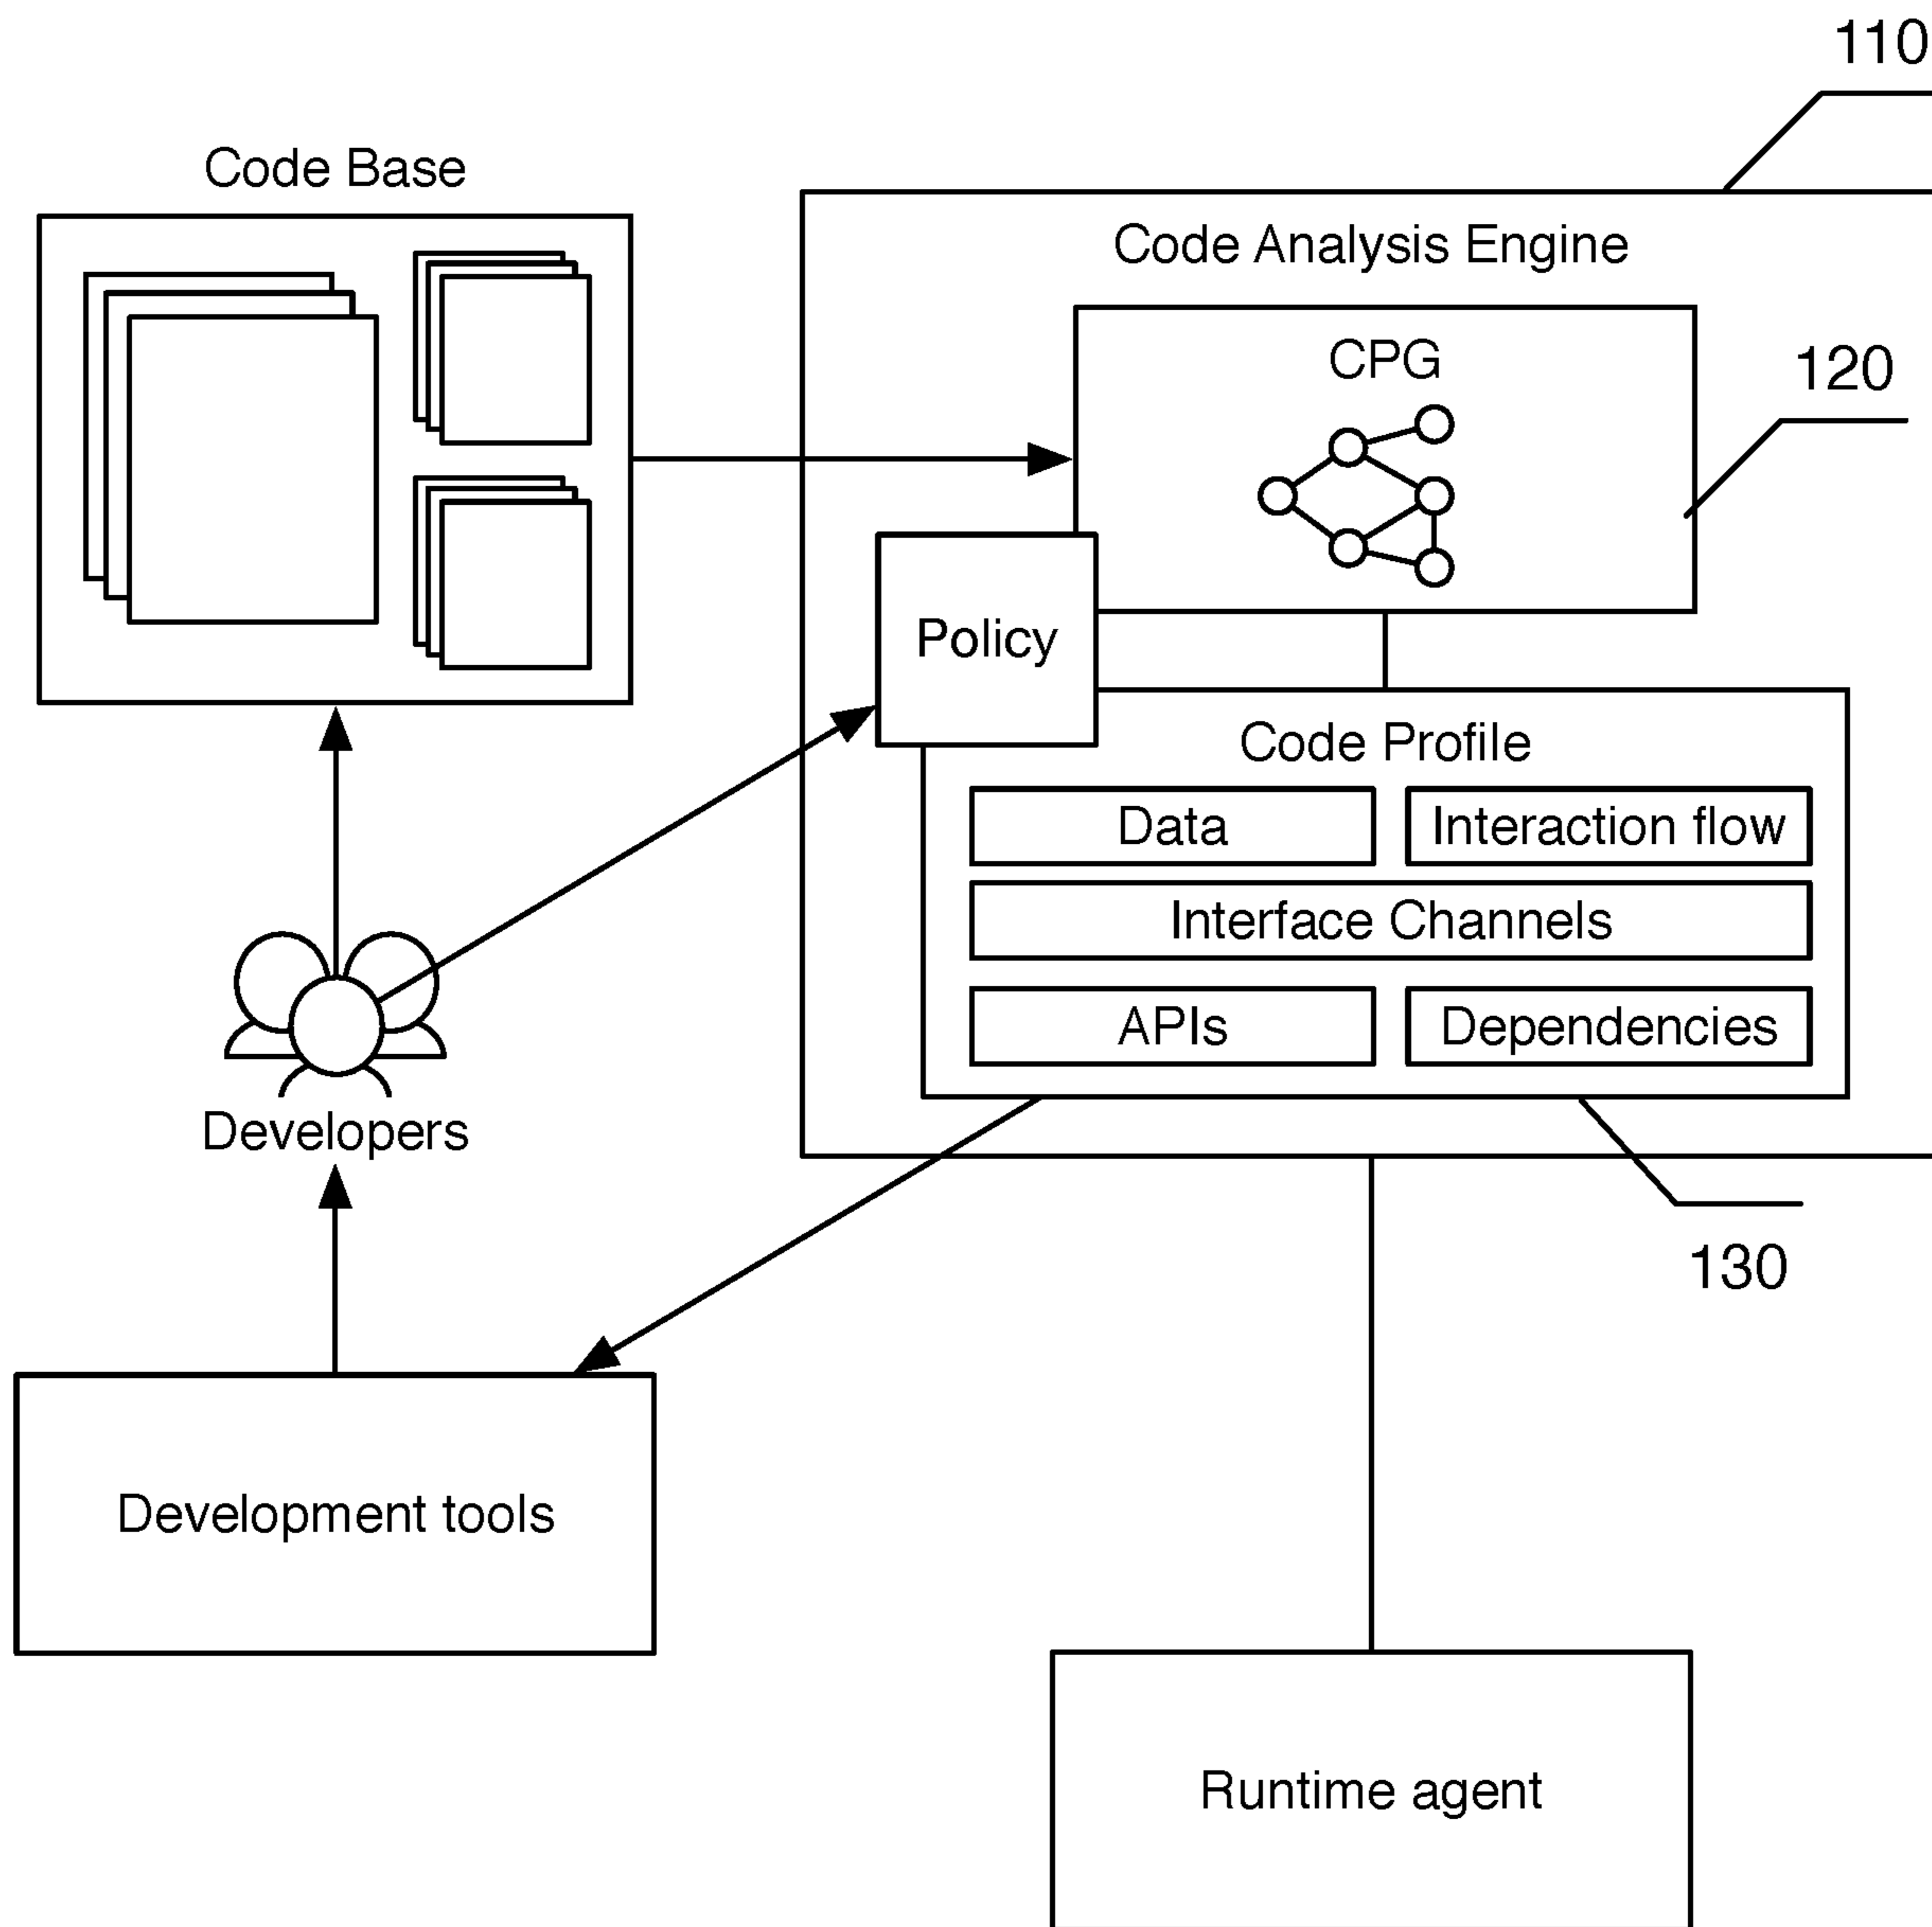 110
Code Base
Code Analysis Engine
CPG
120
Policy
Code Profile
Data
Interaction flow
Interface Channels
APIs
Dependencies
Developers
130
Development tools
Runtime agent